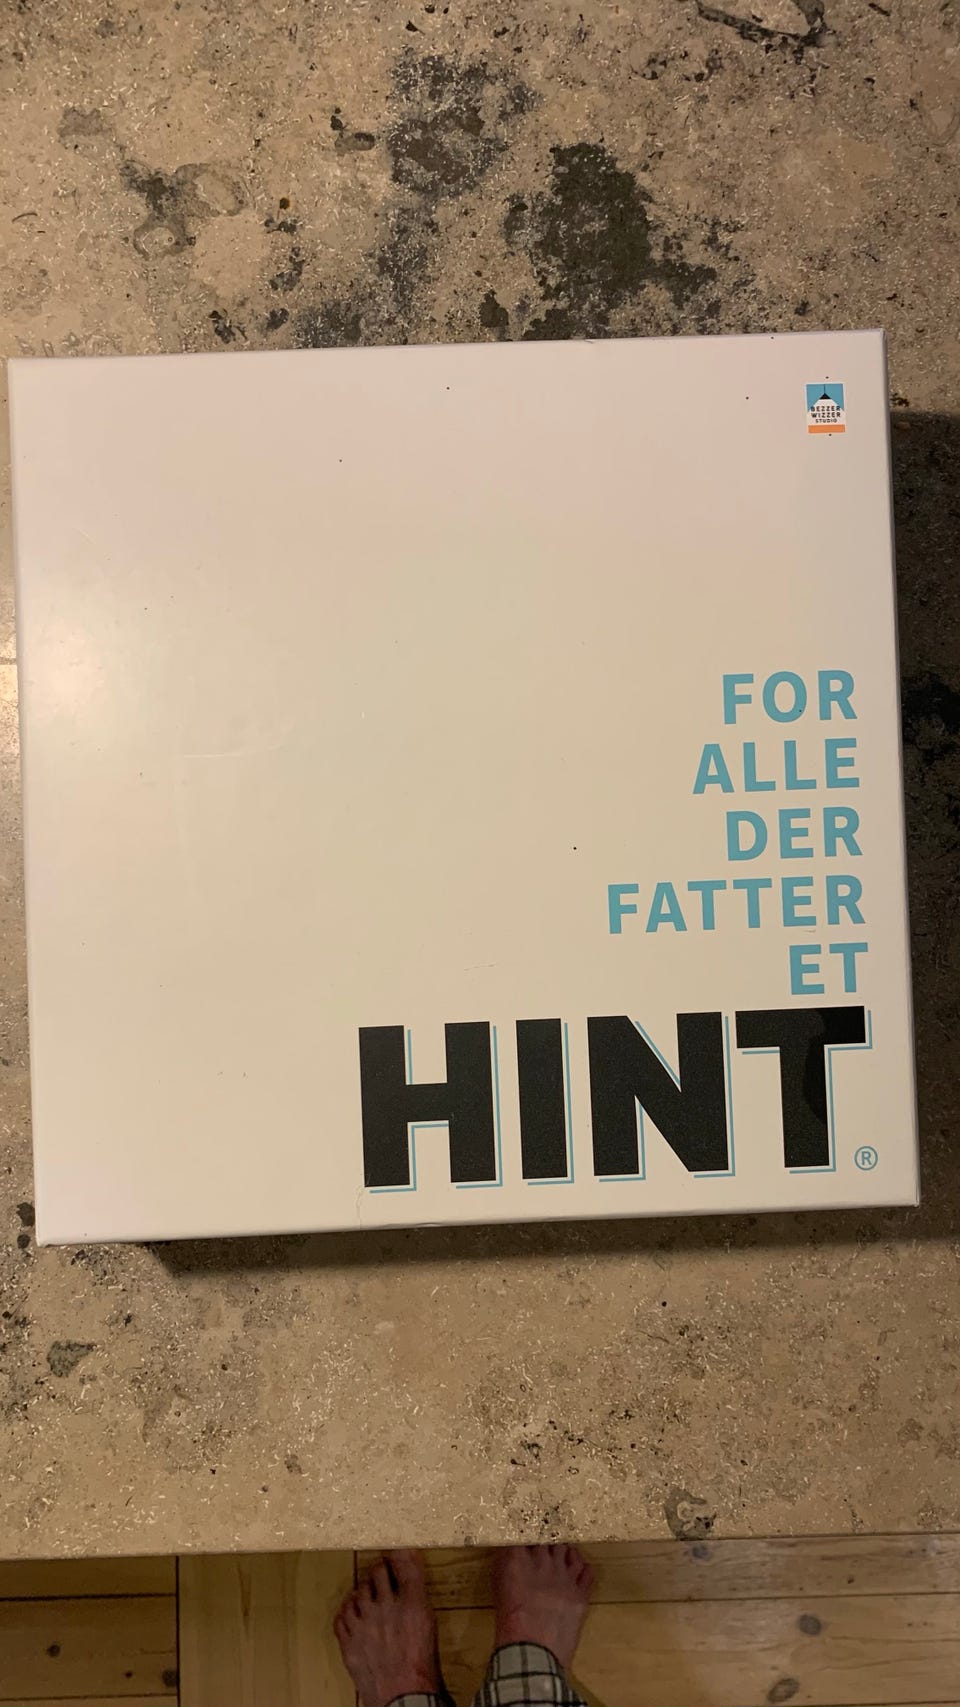 BEZZER
WIZZER
STUDIO
FOR
ALLE
DER
FATTER
ET
HINT®